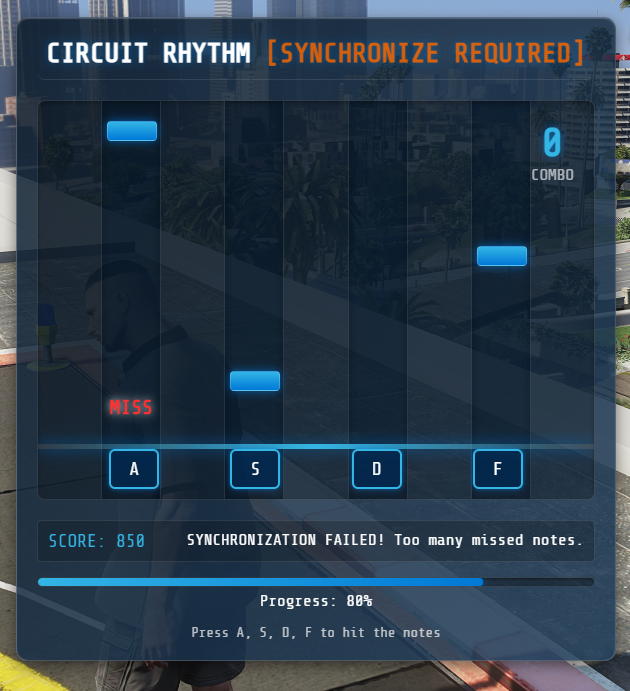 CIRCUIT RHYTHM [SYNCHRONIZE REQUIRED]
0
COMBO
MISS
A S D F
SCORE: 850 SYNCHRONIZATION FAILED! Too many missed notes.
Progress: 80%
Press A, S, D, F to hit the notes